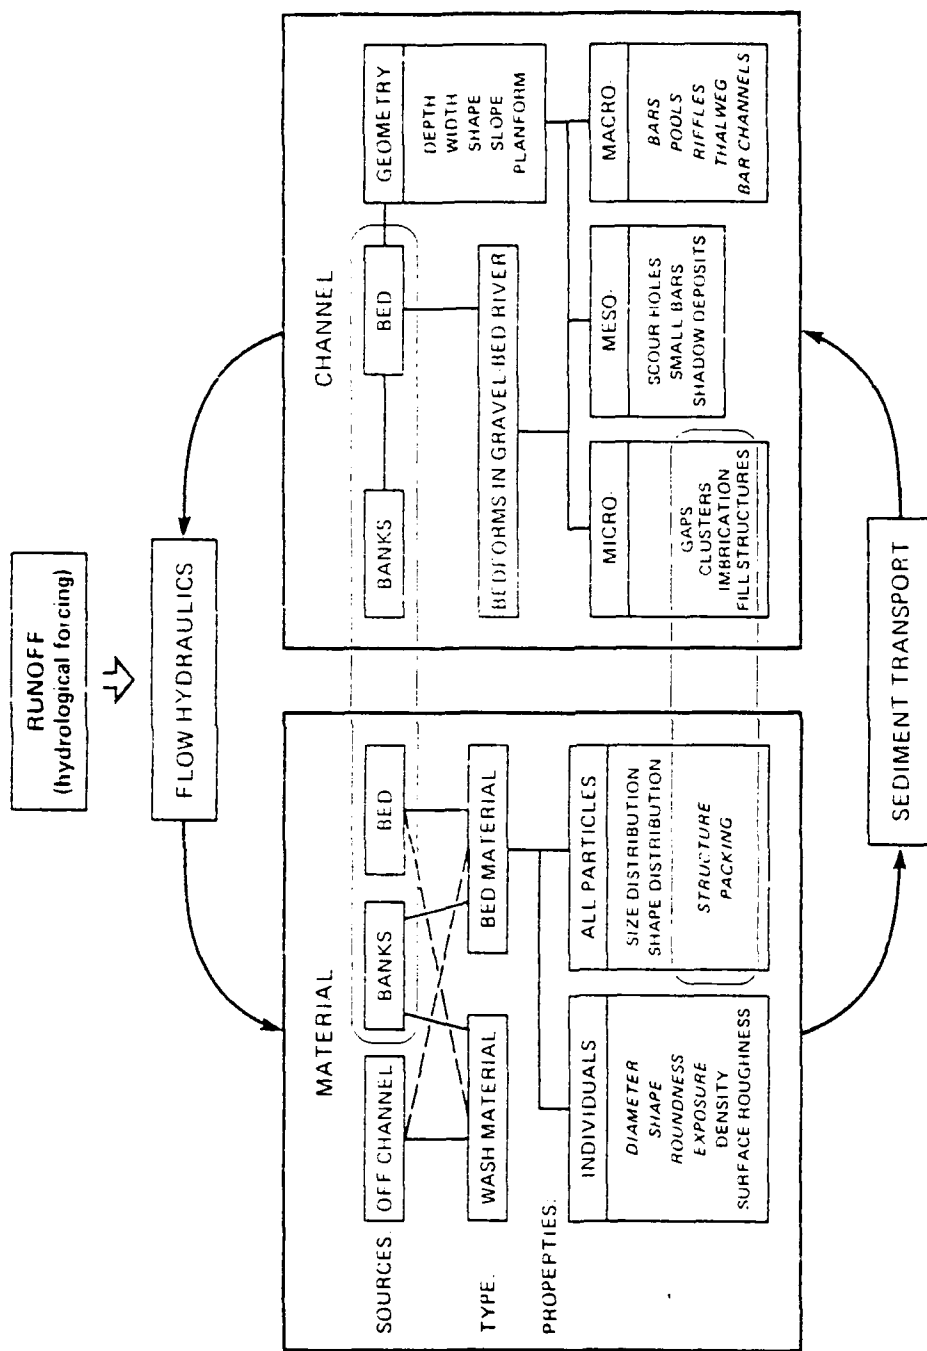 RUNOFF
(hydrological forcing)
FLOW HYDRAULICS
MATERIAL
SOURCES
OFF CHANNEL
BANKS
BED
TYPE.
WASH MATERIAL
BED MATERIAL
PROPEPTIES.
INDIVIDUALS
DIAMETER
SHAPE
ROUNDNESS
EXPOSURE
DENSITY
SURFACE ROUGHNESS
ALL PARTICLES
SIZE DISTRIBUTION
SHAPE DISTRIBUTION
STRUCTURE
PACKING
CHANNEL
BANKS
BED
GEOMETRY
DEPTH
WIDTH
SHAPE
SLOPE
PLANFORM
BEDFORMS IN GRAVEL-BED RIVER
MICRO-
GAPS
CLUSTERS
IMBRICATION
FILL STRUCTURES
MESO-
SCOUR HOLES
SMALL BARS
SHADOW DEPOSITS
MACRO-
BARS
POOLS
RIFFLES
THALWEG
BAR CHANNELS
SEDIMENT TRANSPORT